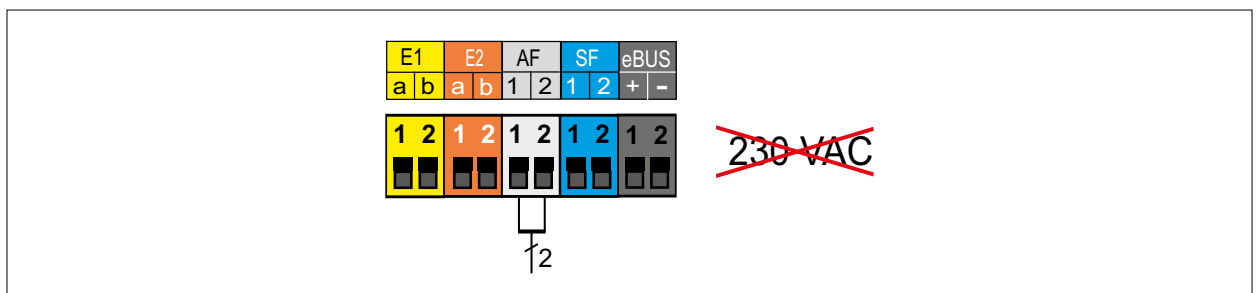 E1 E2 AF SF eBUS
a b a b 1 2 1 2 + -
1 2 1 2 1 2 1 2 1 2
230 VAC
2